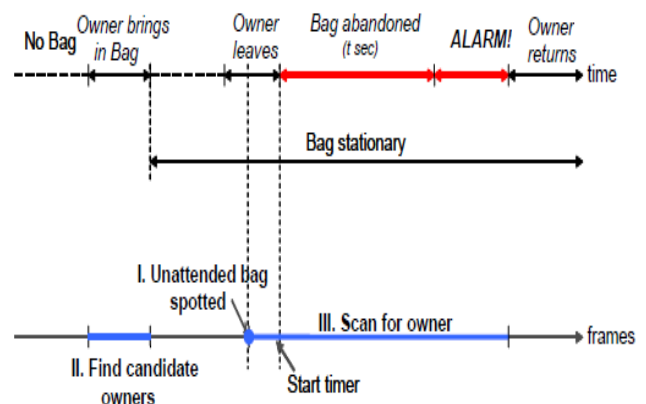 No Bag
Owner brings
in Bag
Owner
leaves
Bag abandoned
(t sec)
ALARM!
Owner
returns
time
Bag stationary
I. Unattended bag
spotted
III. Scan for owner
frames
II. Find candidate
owners
Start timer